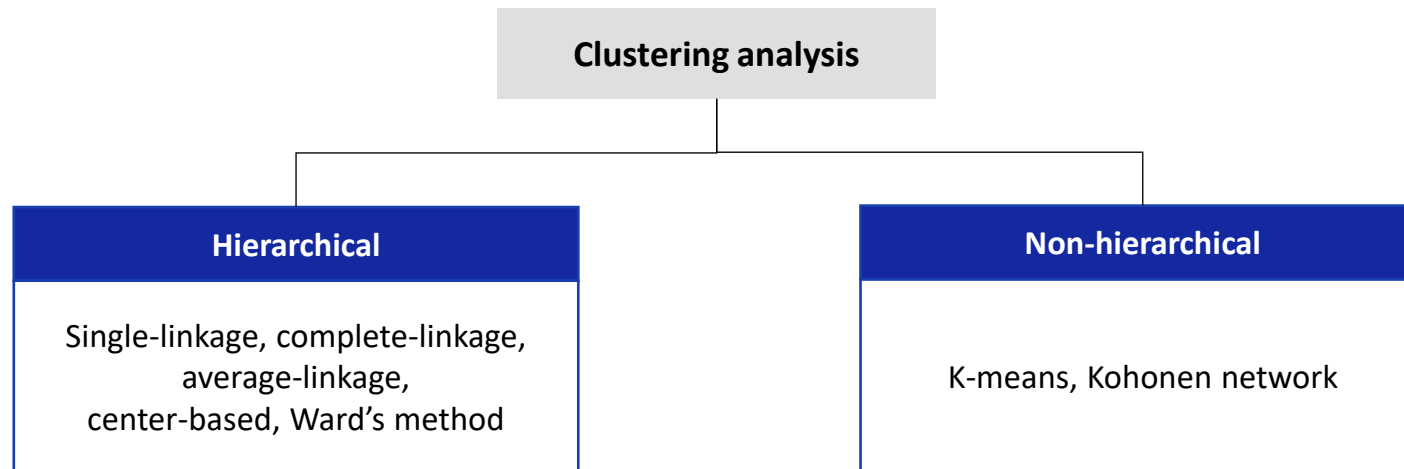 Clustering analysis
Hierarchical
Single-linkage, complete-linkage,
average-linkage,
center-based, Ward’s method
Non-hierarchical
K-means, Kohonen network